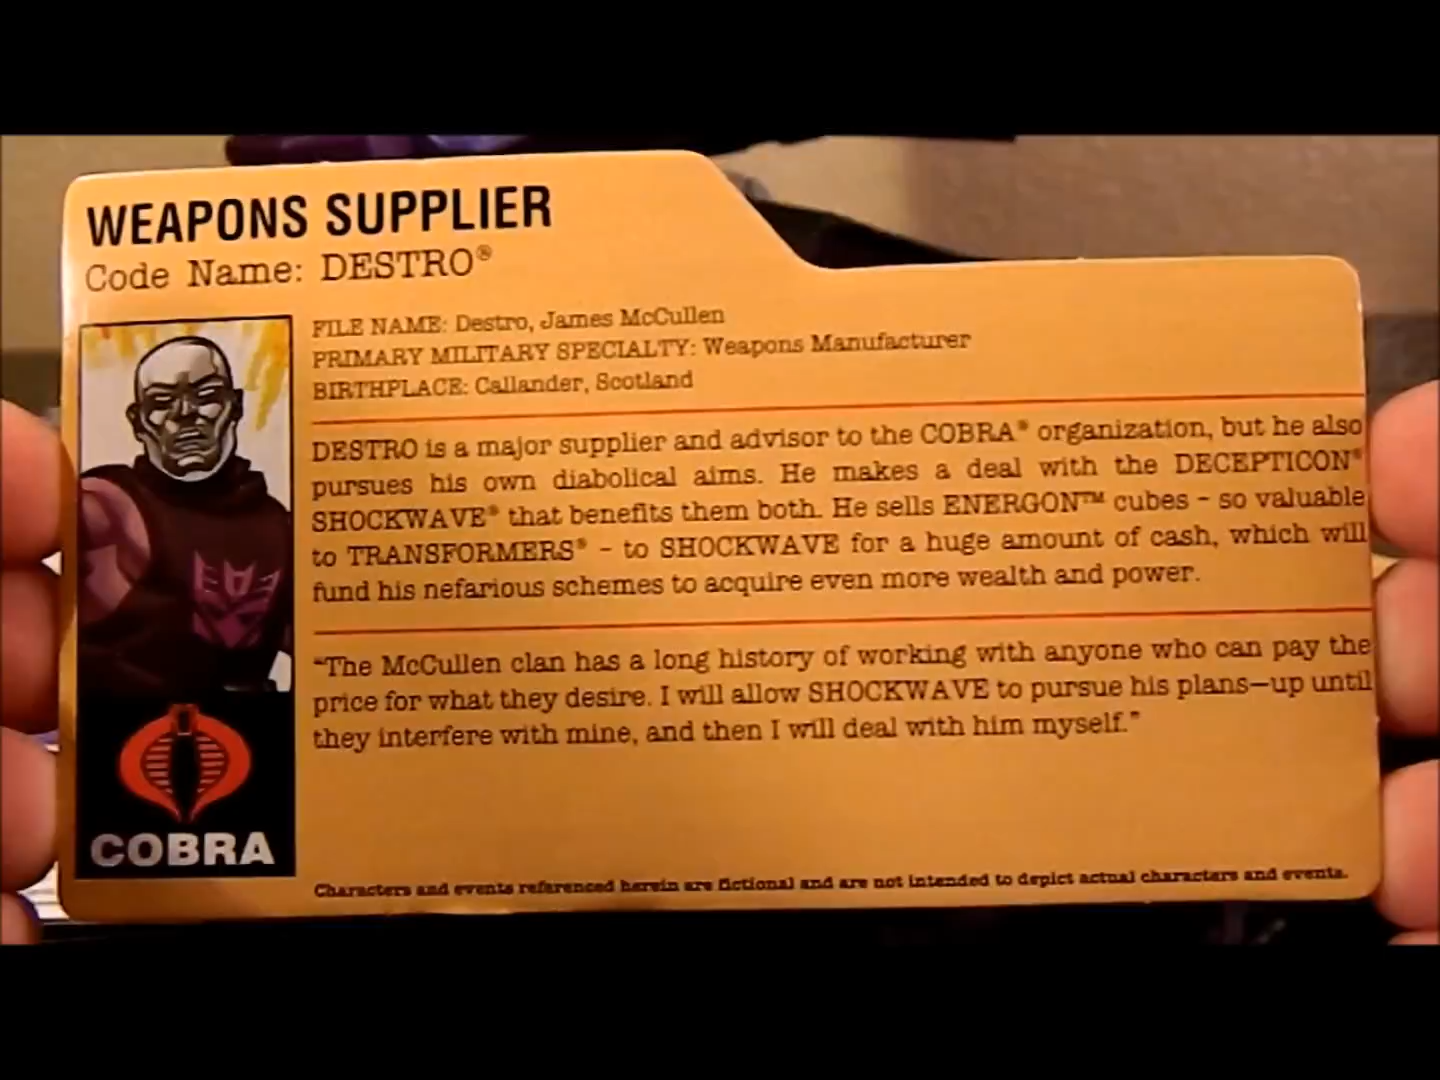 WEAPONS SUPPLIER
Code Name: DESTRO®
FILE NAME: Destro, James McCullen
PRIMARY MILITARY SPECIALTY: Weapons Manufacturer
BIRTHPLACE: Callander, Scotland
DESTRO is a major supplier and advisor to the COBRA® organization, but he also
pursues his own diabolical aims. He makes a deal with the DECEPTICON®
SHOCKWAVE® that benefits them both. He sells ENERGON™ cubes - so valuable
to TRANSFORMERS® - to SHOCKWAVE for a huge amount of cash, which will
fund his nefarious schemes to acquire even more wealth and power.
“The McCullen clan has a long history of working with anyone who can pay the
price for what they desire. I will allow SHOCKWAVE to pursue his plans—up until
they interfere with mine, and then I will deal with him myself.”
COBRA
Characters and events referenced herein are fictional and are not intended to depict actual characters and events.